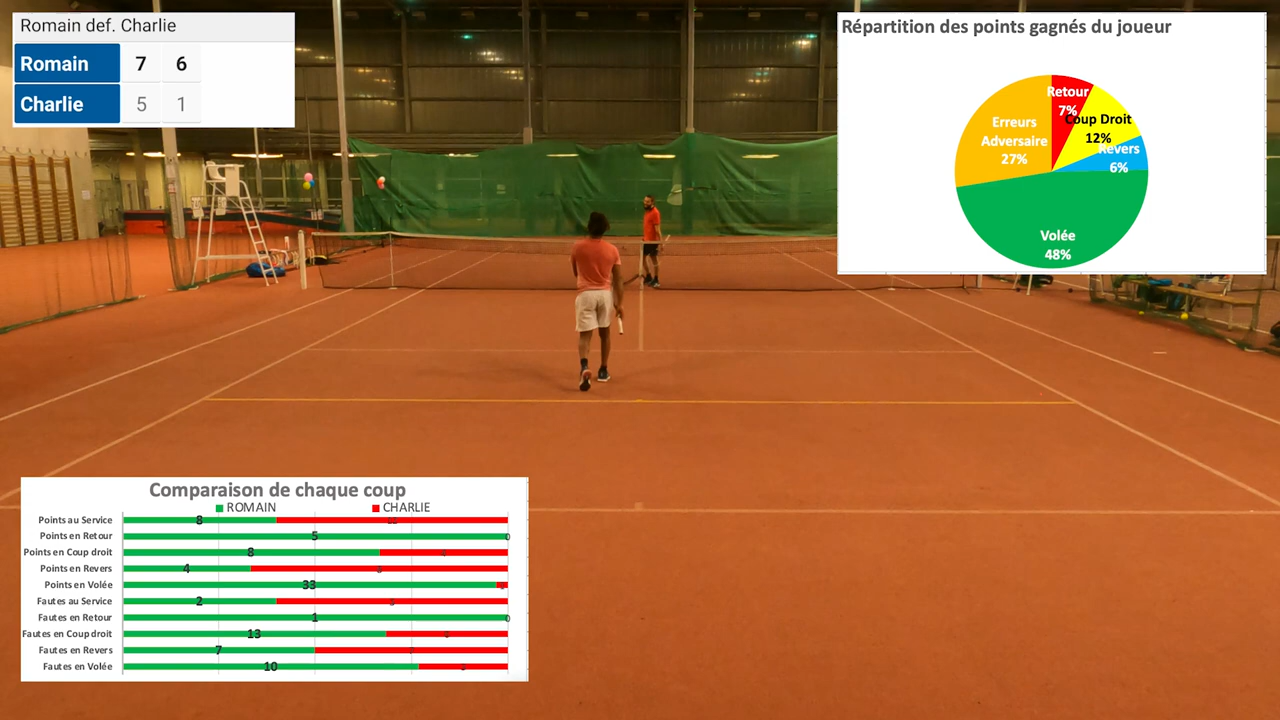 Romain def. Charlie
Romain 7 6
Charlie 5 1
Répartition des points gagnés du joueur
Retour
7%
Coup Droit
12%
Revers
6%
Erreurs
Adversaire
27%
Volée
48%
Comparaison de chaque coup
ROMAIN CHARLIE
Points au Service 8
Points en Retour 5 0
Points en Coup droit 8
Points en Revers 4
Points en Volée 33
Fautes au Service 2
Fautes en Retour 1 0
Fautes en Coup droit 13
Fautes en Revers 7
Fautes en Volée 10